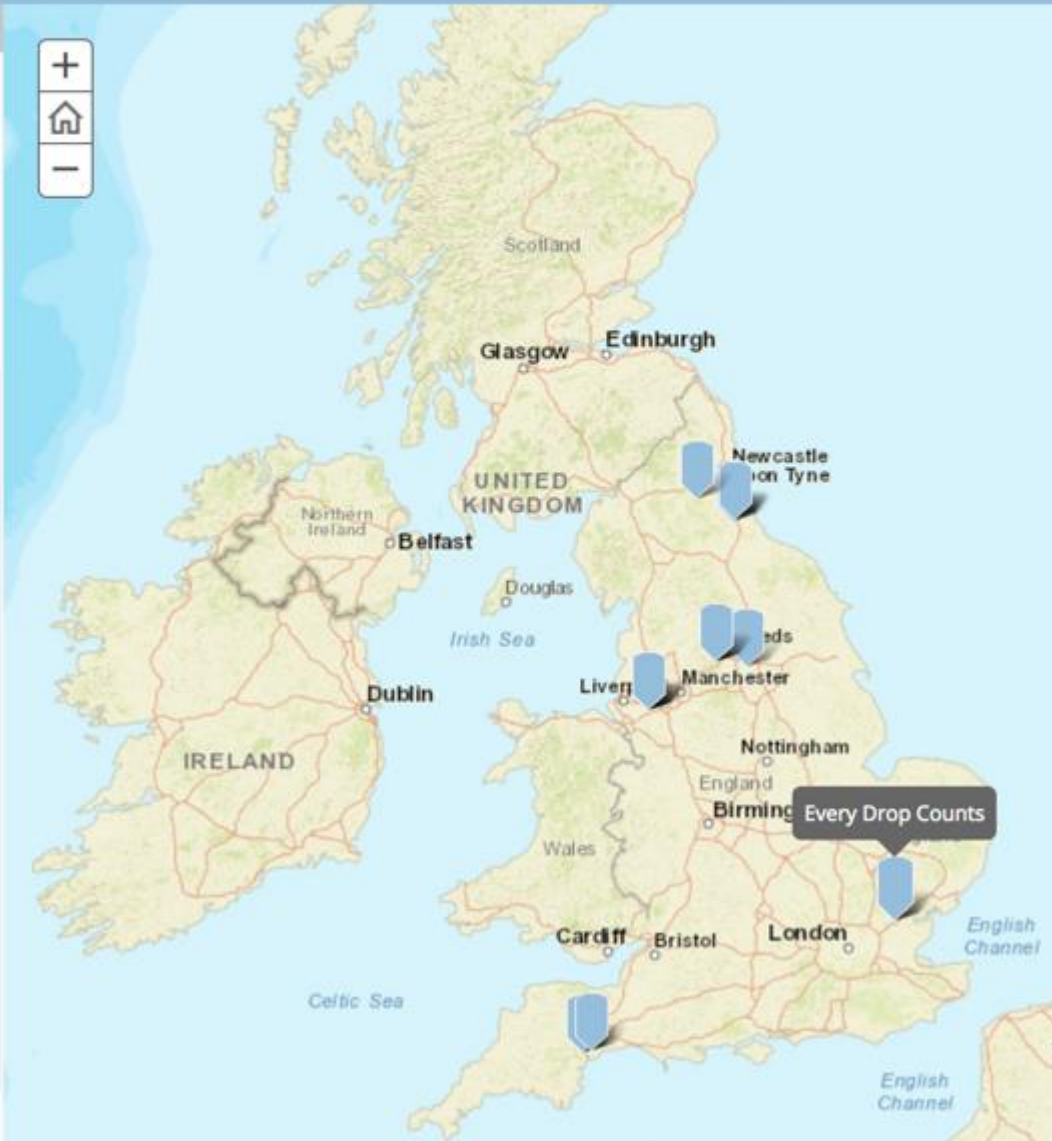 +
−
Scotland
Edinburgh
Glasgow
Newcastle
Tyne
UNITED
KINGDOM
Northern
Ireland
Belfast
Douglas
Irish Sea
Manchester
Dublin
Nottingham
IRELAND
England
Every Drop Counts
Wales
English
Channel
Cardiff
Bristol
London
Celtic Sea
English
Channel